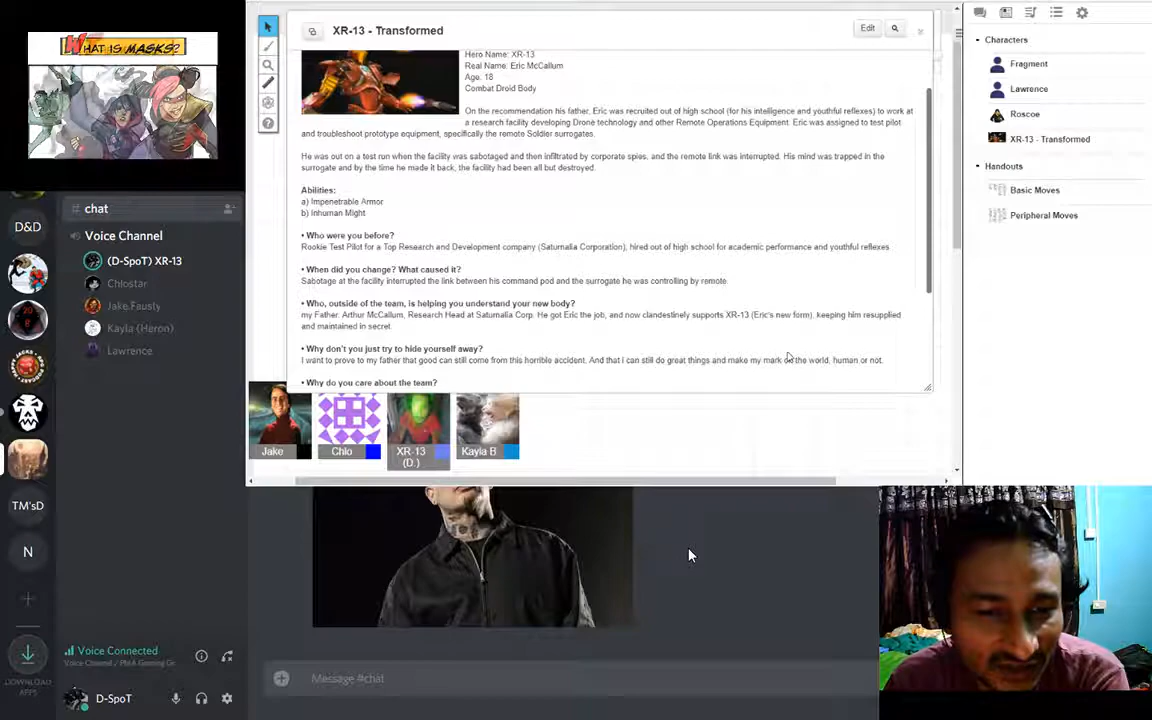 WHAT IS MASKS?
D&D
TM'sD
N
DOWNLOAD
APPS
# chat
Voice Channel
(D-SpoT) XR-13
Chlostar
Jake Fausty
Kayla (Heron)
Lawrence
Voice Connected
Voice Channel /
D-SpoT
XR-13 - Transformed
Edit
Hero Name: XR-13
Real Name: Eric McCallum
Age: 18
Combat Droid Body
On the recommendation his father, Eric was recruited out of high school (for his intelligence and youthful reflexes) to work at
a research facility developing Drone technology and other Remote Operations Equipment. Eric was assigned to test pilot
and troubleshoot prototype equipment, specifically the remote Soldier surrogates.
He was out on a test run when the facility was sabotaged and then infiltrated by corporate spies, and the remote link was interrupted. His mind was trapped in the
surrogate and by the time he made it back, the facility had been all but destroyed.
Abilities:
a) Impenetrable Armor
b) Inhuman Might
• Who were you before?
Rookie Test Pilot for a Top Research and Development company (Saturnalia Corporation), hired out of high school for academic performance and youthful reflexes
• When did you change? What caused it?
Sabotage at the facility interrupted the link between his command pod and the surrogate he was controlling by remote.
• Who, outside of the team, is helping you understand your new body?
my Father. Arthur McCallum, Research Head at Saturnalia Corp. He got Eric the job, and now clandestinely supports XR-13 (Eric's new form), keeping him resupplied
and maintained in secret.
• Why don't you just try to hide yourself away?
I want to prove to my father that good can still come from this horrible accident. And that i can still do great things and make my mark on the world, human or not.
• Why do you care about the team?
Jake
Chlo
XR-13
(D.)
Kayla B
Message #chat
Characters
Fragment
Lawrence
Roscoe
XR-13 - Transformed
Handouts
Basic Moves
Peripheral Moves